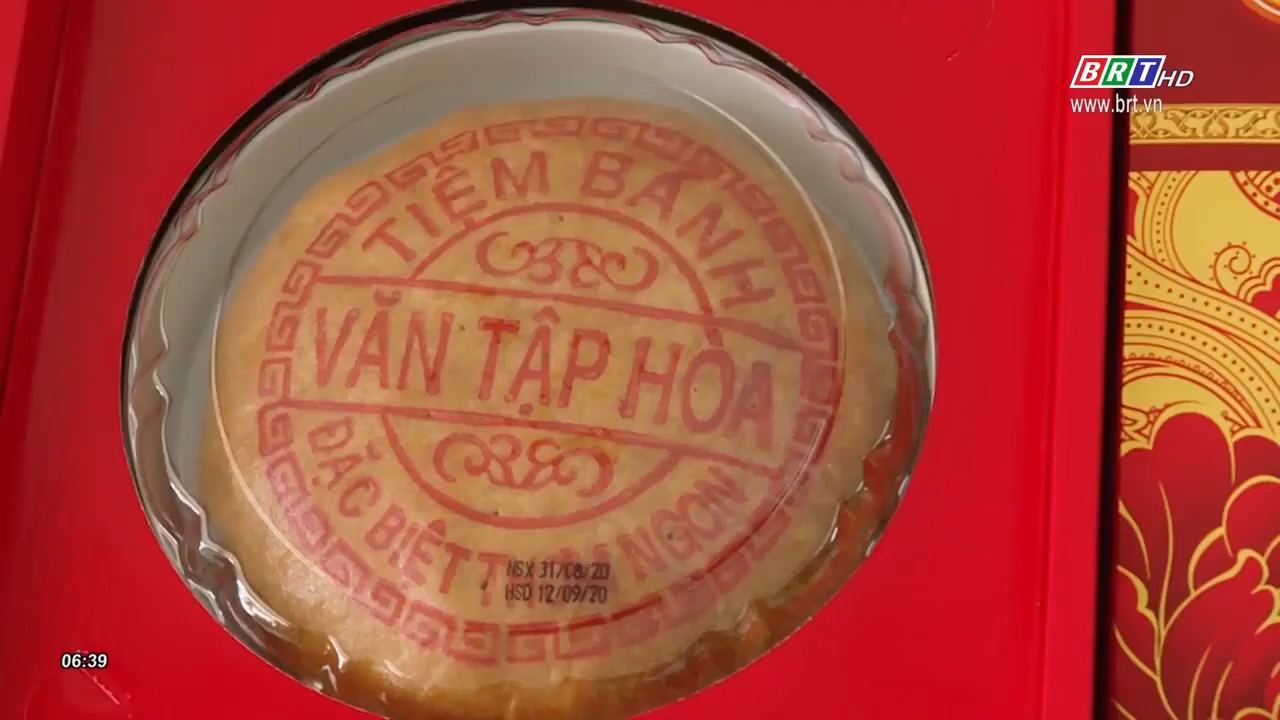 BRT HD
www.brt.vn
TIỆM BÁNH
VĂN TẬP HÒA
ĐẶC BIỆT THƠM NGON
NSX 31/08/20
HSD 12/09/20
06:39